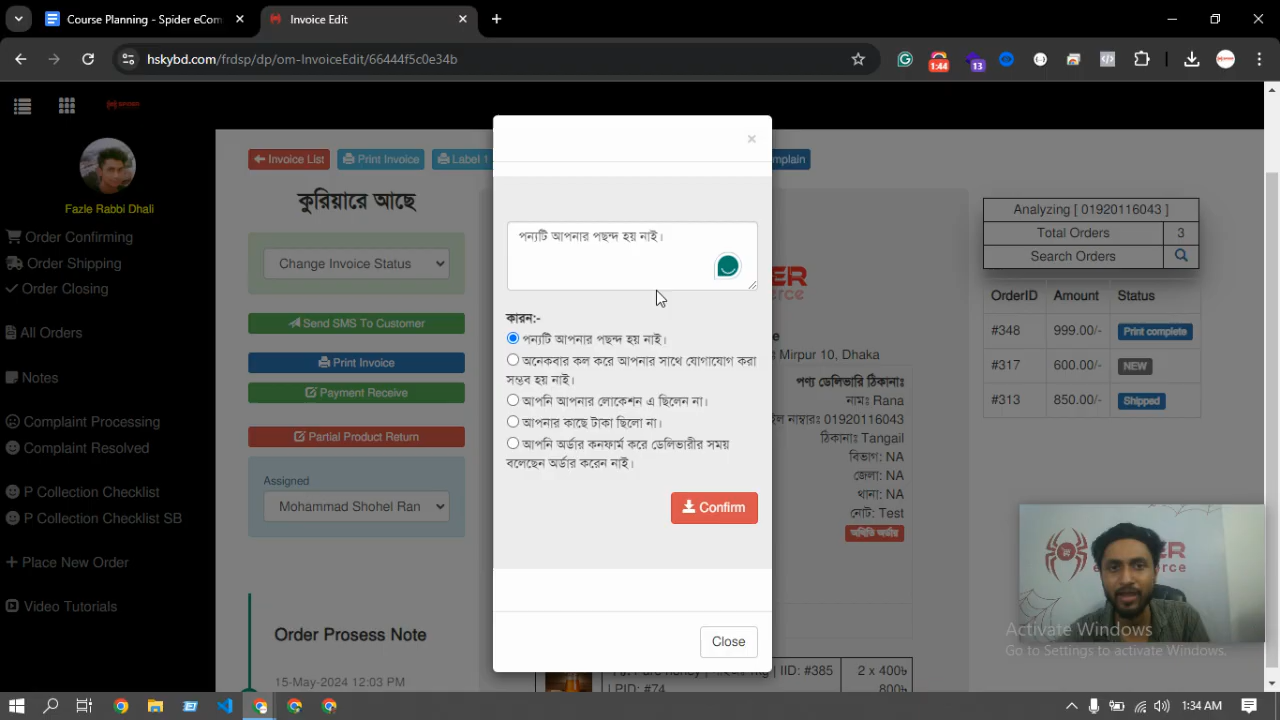 Course Planning - Spider eCom
Invoice Edit
hskybd.com/frdsp/dp/om-InvoiceEdit/66444f5c0e34b
1:44
13
Fazle Rabbi Dhali
Order Confirming
Order Shipping
Order Closing
All Orders
Notes
Complaint Processing
Complaint Resolved
P Collection Checklist
P Collection Checklist SB
Place New Order
Video Tutorials
Invoice List
Print Invoice
Label 1
mplain
কুরিয়ারে আছে
Change Invoice Status
Send SMS To Customer
Print Invoice
Payment Receive
Partial Product Return
Assigned
Mohammad Shohel Ran
Order Prosess Note
15-May-2024 12:03 PM
×
পন্যটি আপনার পছন্দ হয় নাই।
কারন:-
পন্যটি আপনার পছন্দ হয় নাই।
অনেকবার কল করে আপনার সাথে যোগাযোগ করা
সম্ভব হয় নাই।
আপনি আপনার লোকেশন এ ছিলেন না।
আপনার কাছে টাকা ছিলো না।
আপনি অর্ডার কনফার্ম করে ডেলিভারীর সময়
বলেছেন অর্ডার করেন নাই।
Confirm
Close
Mirpur 10, Dhaka
পণ্য ডেলিভারি ঠিকানাঃ
নামঃ Rana
ইল নাম্বারঃ 01920116043
ঠিকানাঃ Tangail
বিভাগ: NA
জেলা: NA
থানা: NA
নোট: Test
IID: #385
PID: #74
2 x 400৳
800৳
Analyzing [ 01920116043 ]
Total Orders 3
Search Orders
OrderID Amount Status
#348 999.00/- Print complete
#317 600.00/- NEW
#313 850.00/- Shipped
Activate Windows
Go to Settings to activate Windows.
1:34 AM